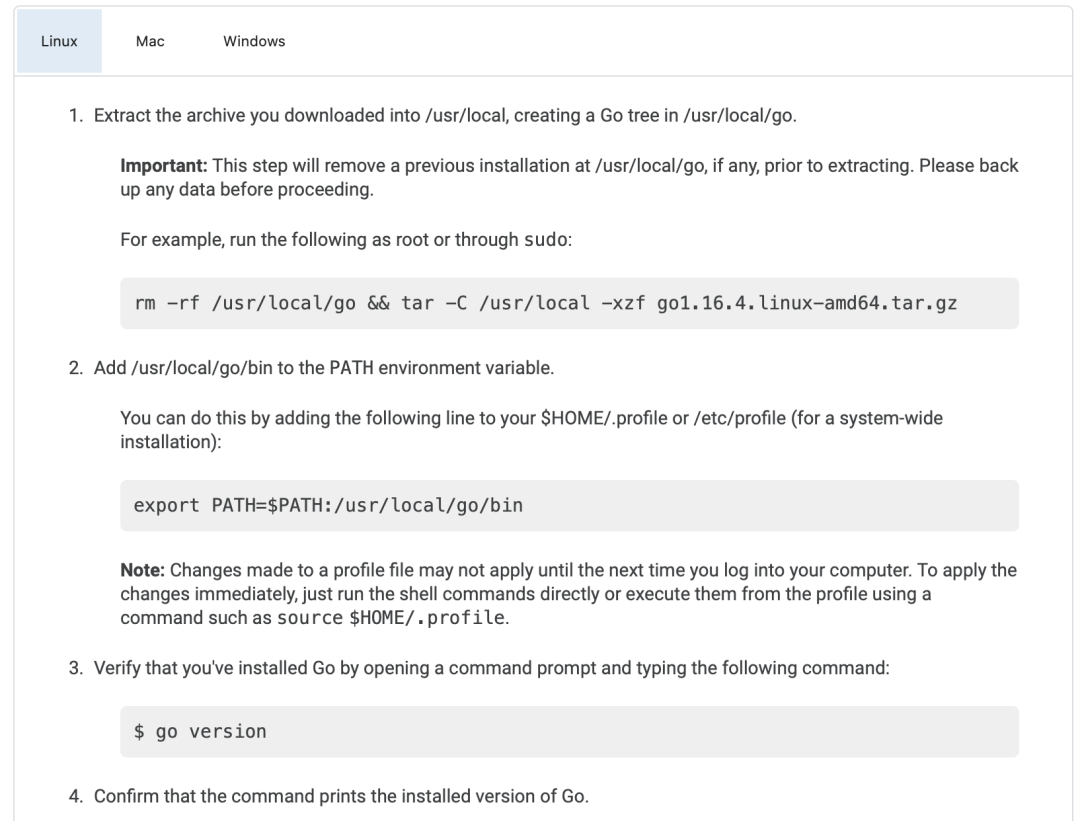 Linux
Mac
Windows
1. Extract the archive you downloaded into /usr/local, creating a Go tree in /usr/local/go.
Important: This step will remove a previous installation at /usr/local/go, if any, prior to extracting. Please back
up any data before proceeding.
For example, run the following as root or through sudo:
rm -rf /usr/local/go && tar -C /usr/local -xzf go1.16.4.linux-amd64.tar.gz
2. Add /usr/local/go/bin to the PATH environment variable.
You can do this by adding the following line to your $HOME/.profile or /etc/profile (for a system-wide
installation):
export PATH=$PATH:/usr/local/go/bin
Note: Changes made to a profile file may not apply until the next time you log into your computer. To apply the
changes immediately, just run the shell commands directly or execute them from the profile using a
command such as source $HOME/.profile.
3. Verify that you've installed Go by opening a command prompt and typing the following command:
$ go version
4. Confirm that the command prints the installed version of Go.